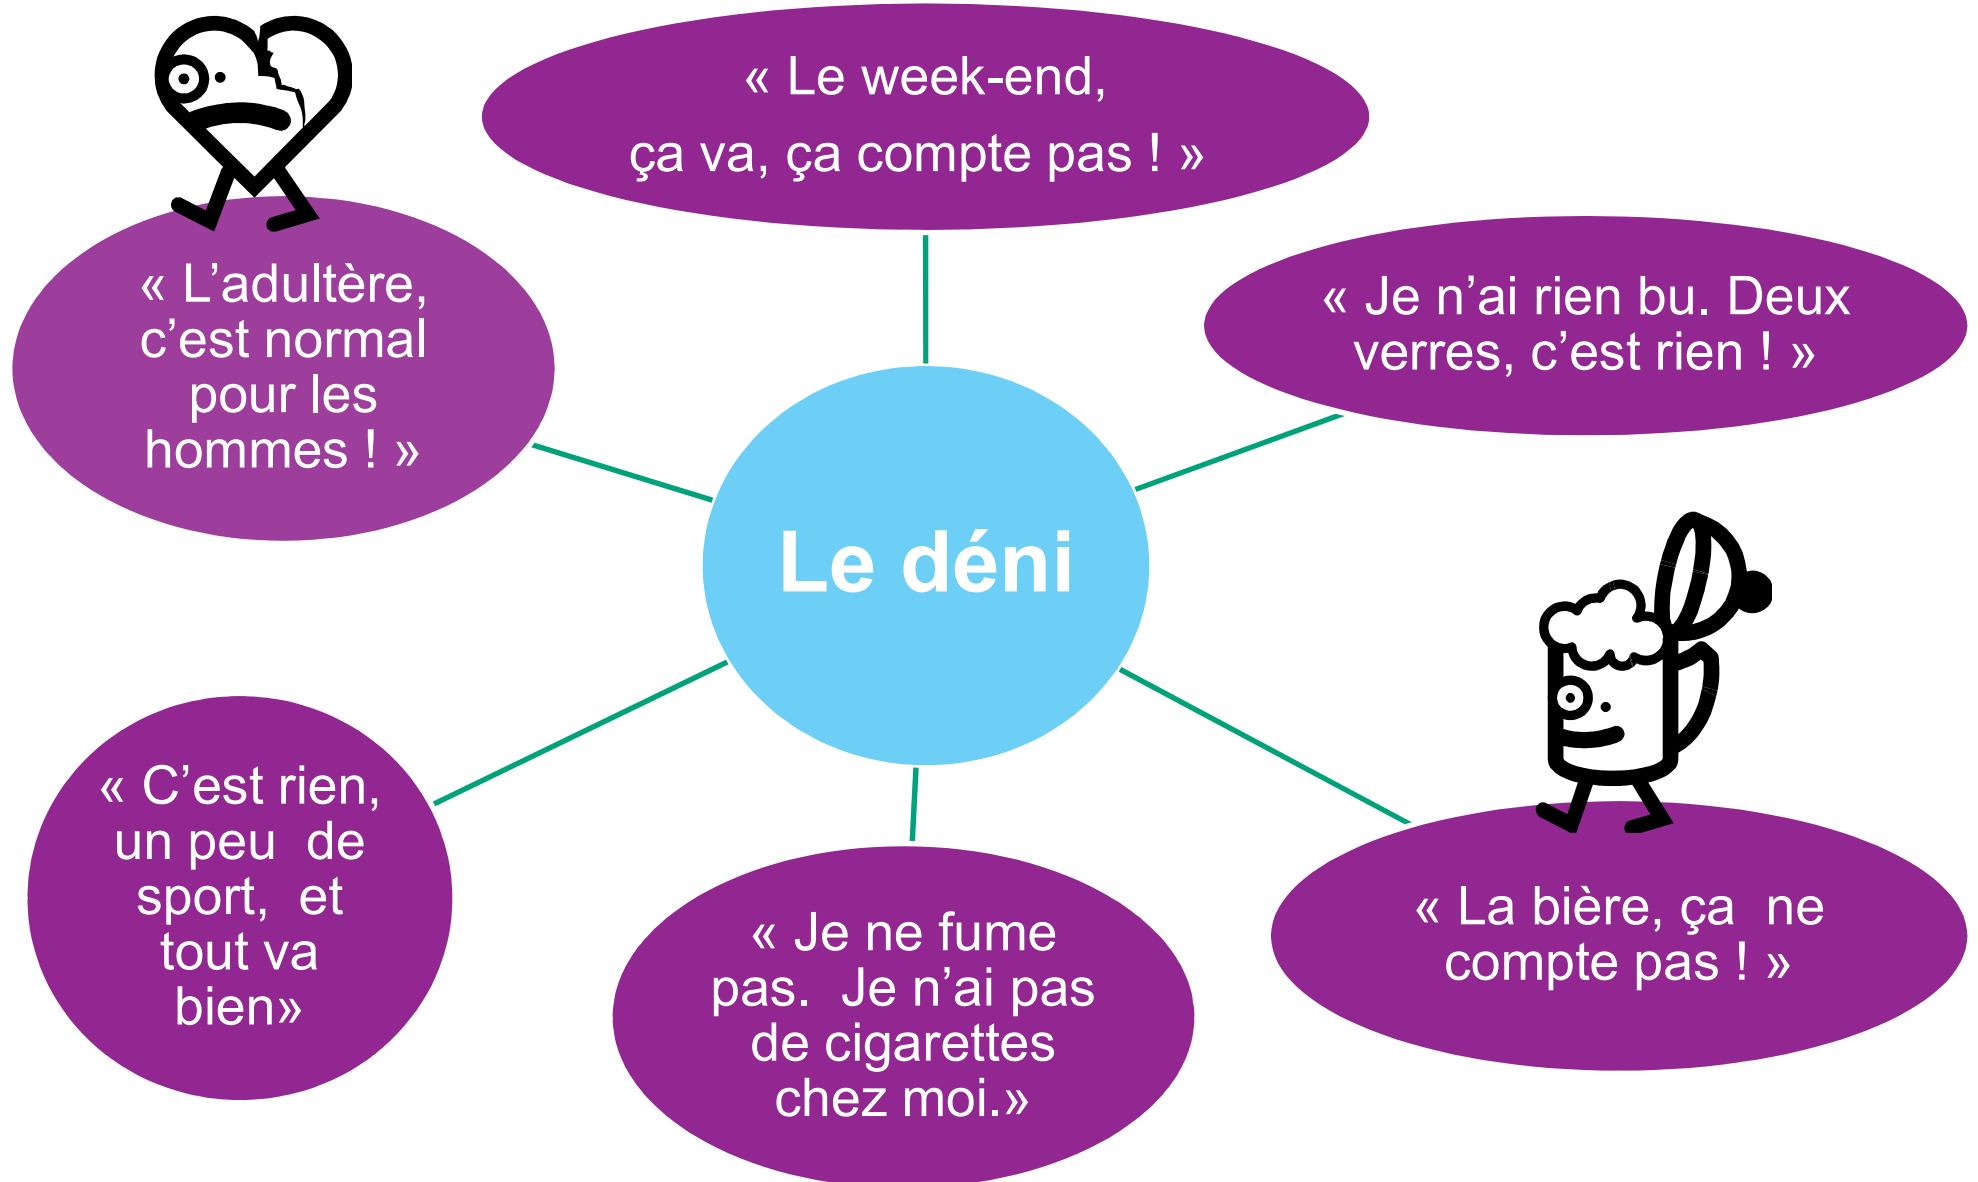 « Le week-end,
ça va, ça compte pas ! »
« L’adultère,
c’est normal
pour les
hommes ! »
« Je n’ai rien bu. Deux
verres, c’est rien ! »
Le déni
« C’est rien,
un peu  de
sport,  et
tout va
bien»
« Je ne fume
pas.  Je n’ai pas
de cigarettes
chez moi.»
« La bière, ça  ne
compte pas ! »